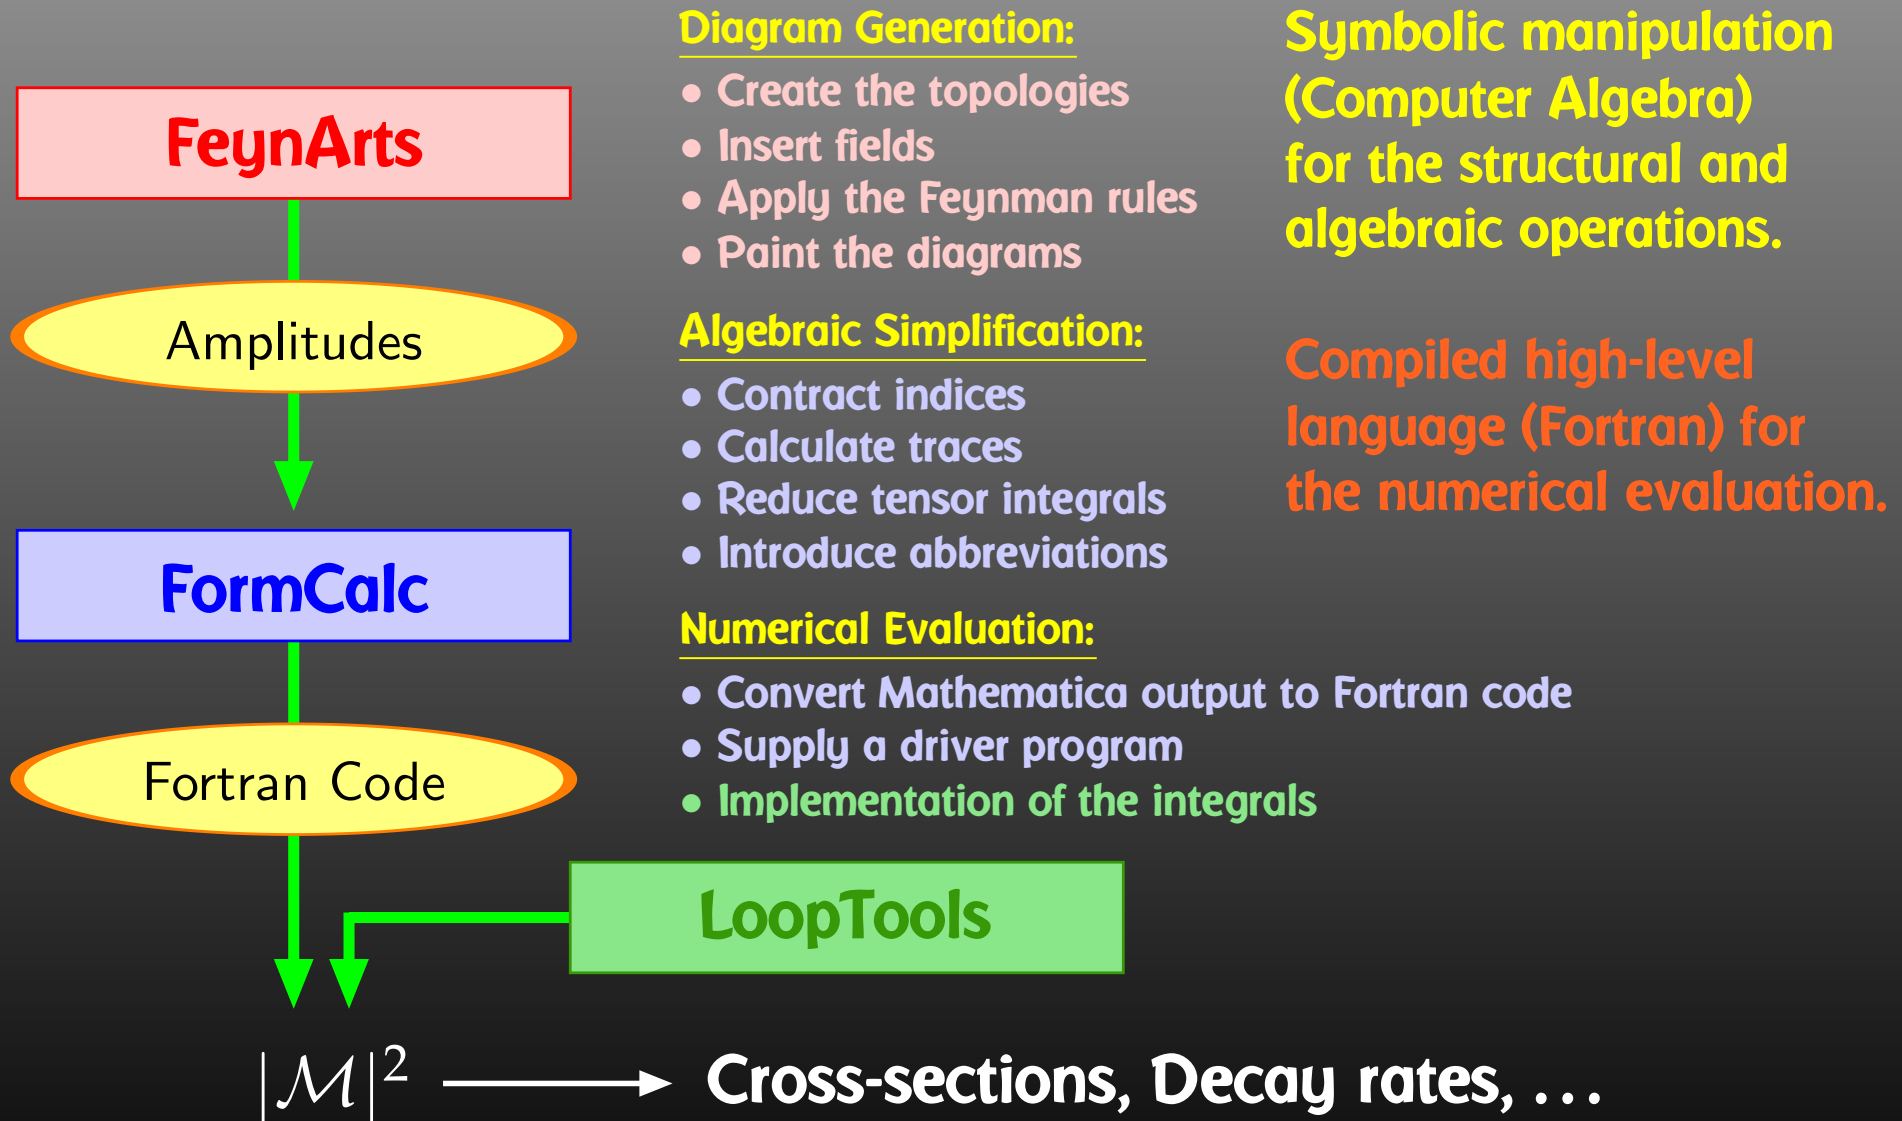 FeynArts
Amplitudes
FormCalc
Fortran Code
LoopTools
Diagram Generation:
● Create the topologies
● Insert fields
● Apply the Feynman rules
● Paint the diagrams
Algebraic Simplification:
● Contract indices
● Calculate traces
● Reduce tensor integrals
● Introduce abbreviations
Numerical Evaluation:
● Convert Mathematica output to Fortran code
● Supply a driver program
● Implementation of the integrals
Symbolic manipulation
(Computer Algebra)
for the structural and
algebraic operations.
Compiled high-level
language (Fortran) for
the numerical evaluation.
|ℳ|² ⟶ Cross-sections, Decay rates, ...